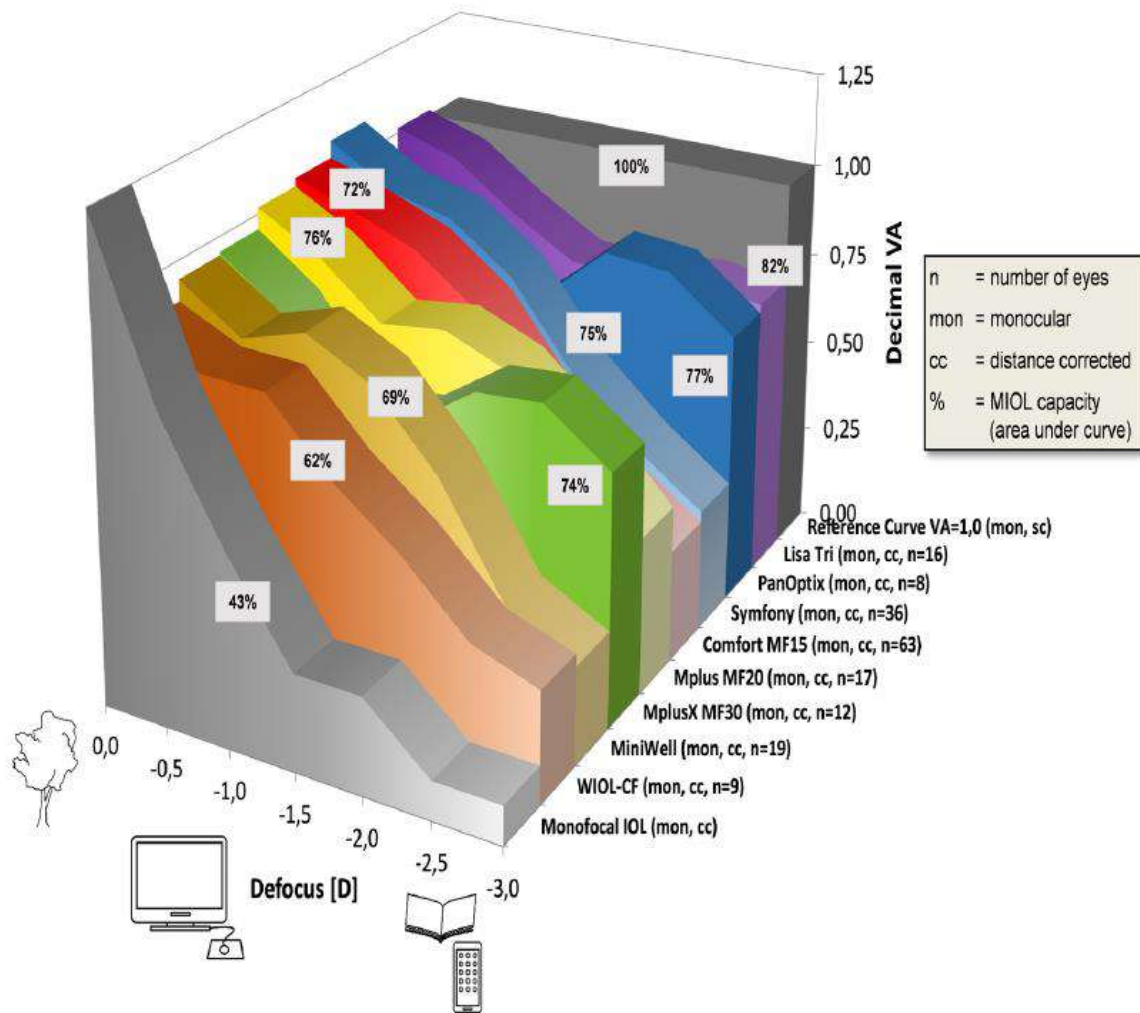 1,25
1,00
0,75
0,50
0,25
0,00
Decimal VA
100%
72%
76%
82%
75%
77%
69%
62%
74%
43%
n = number of eyes
mon = monocular
cc = distance corrected
% = MIOL capacity
(area under curve)
Reference Curve VA=1,0 (mon, sc)
Lisa Tri (mon, cc, n=16)
PanOptix (mon, cc, n=8)
Symfony (mon, cc, n=36)
Comfort MF15 (mon, cc, n=63)
Mplus MF20 (mon, cc, n=17)
MplusX MF30 (mon, cc, n=12)
MiniWell (mon, cc, n=19)
WIOL-CF (mon, cc, n=9)
Monofocal IOL (mon, cc)
0,0
-0,5
-1,0
-1,5
-2,0
-2,5
-3,0
Defocus [D]